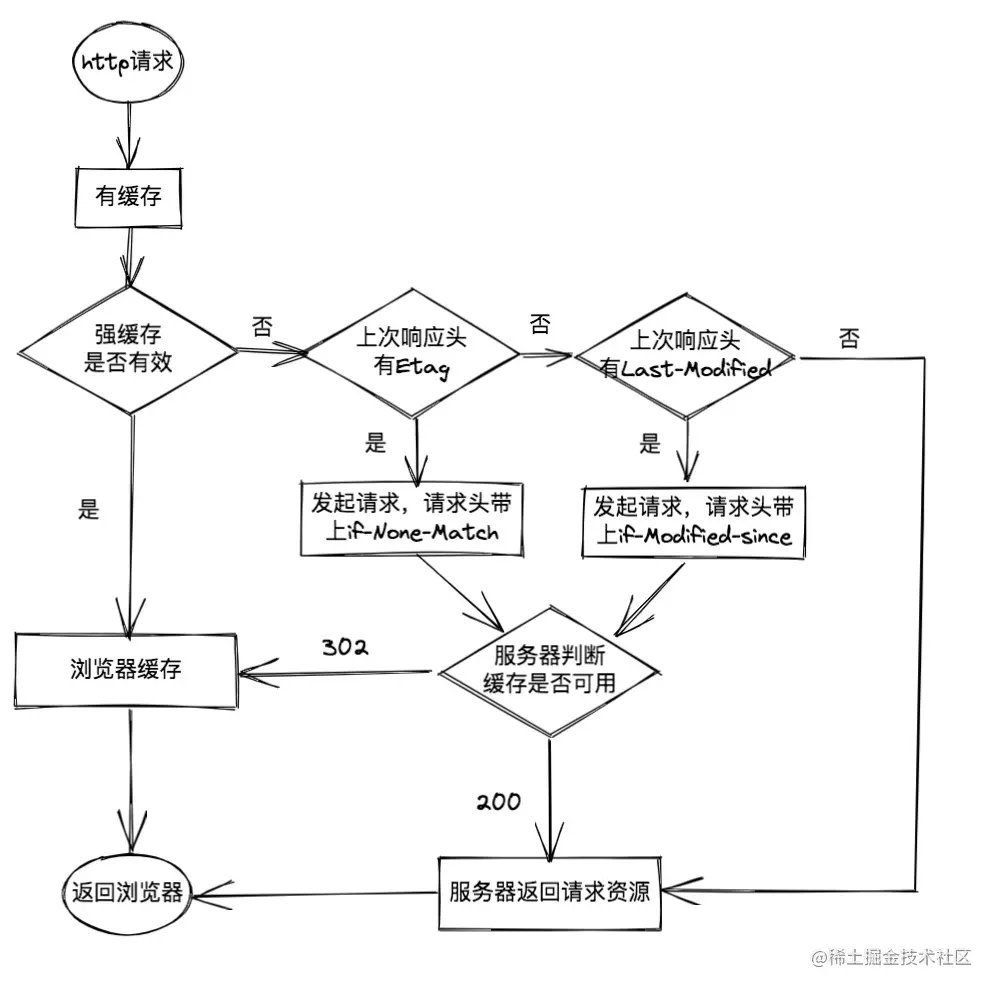 http请求
有缓存
强缓存
是否有效
否
上次响应头
有Etag
否
上次响应头
有Last-Modified
否
是
是
是
发起请求，请求头带
上if-None-Match
发起请求，请求头带
上if-Modified-since
浏览器缓存
302
服务器判断
缓存是否可用
200
返回浏览器
服务器返回请求资源
@稀土掘金技术社区